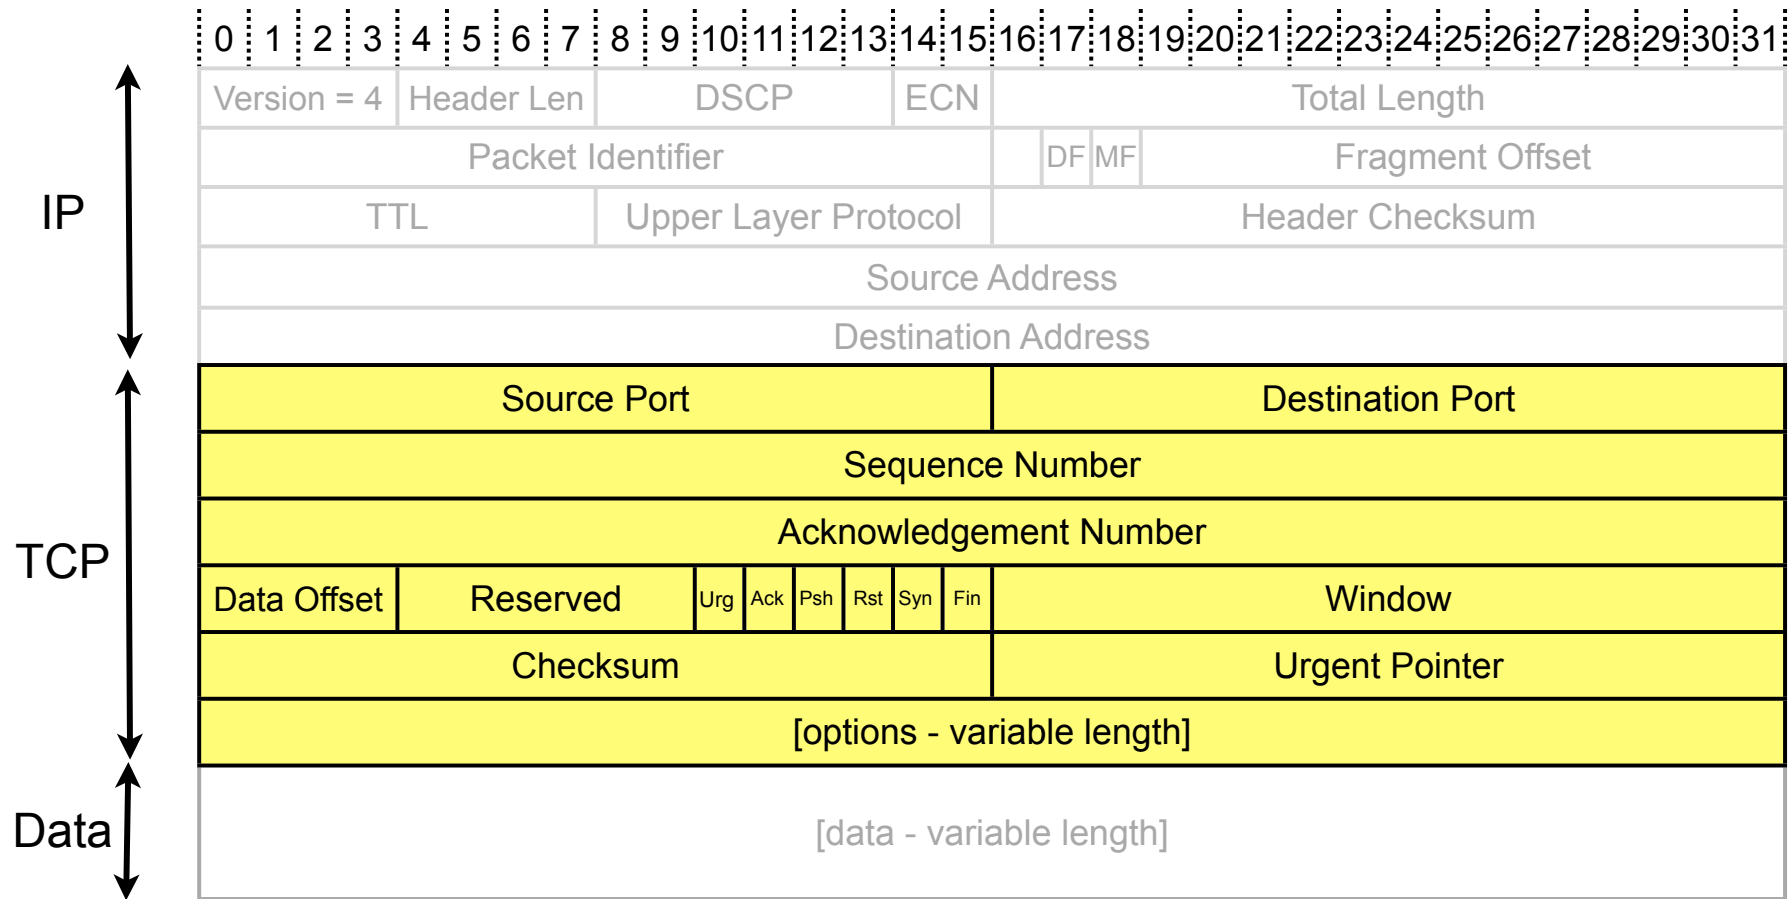 0 1 2 3 4 5 6 7 8 9 10 11 12 13 14 15 16 17 18 19 20 21 22 23 24 25 26 27 28 29 30 31
Version = 4 Header Len DSCP ECN Total Length
Packet Identifier DF MF Fragment Offset
IP TTL Upper Layer Protocol Header Checksum
Source Address
Destination Address
Source Port Destination Port
Sequence Number
Acknowledgement Number
TCP
Data Offset Reserved Urg Ack Psh Rst Syn Fin Window
Checksum Urgent Pointer
[options - variable length]
Data [data - variable length]